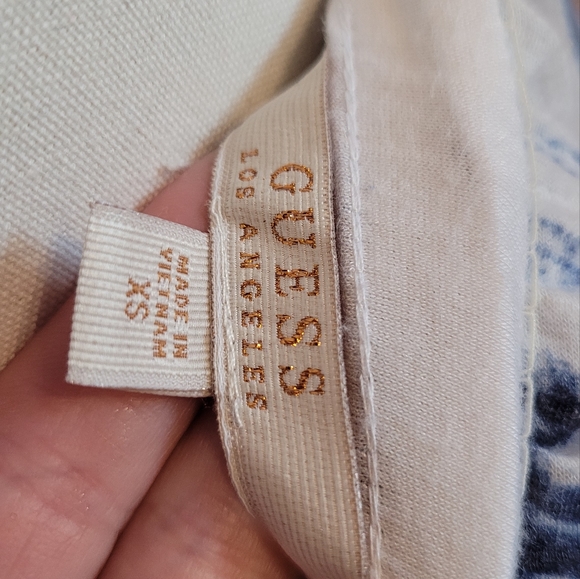 GUESS
LOS ANGELES
MADE IN
VIETNAM
XS